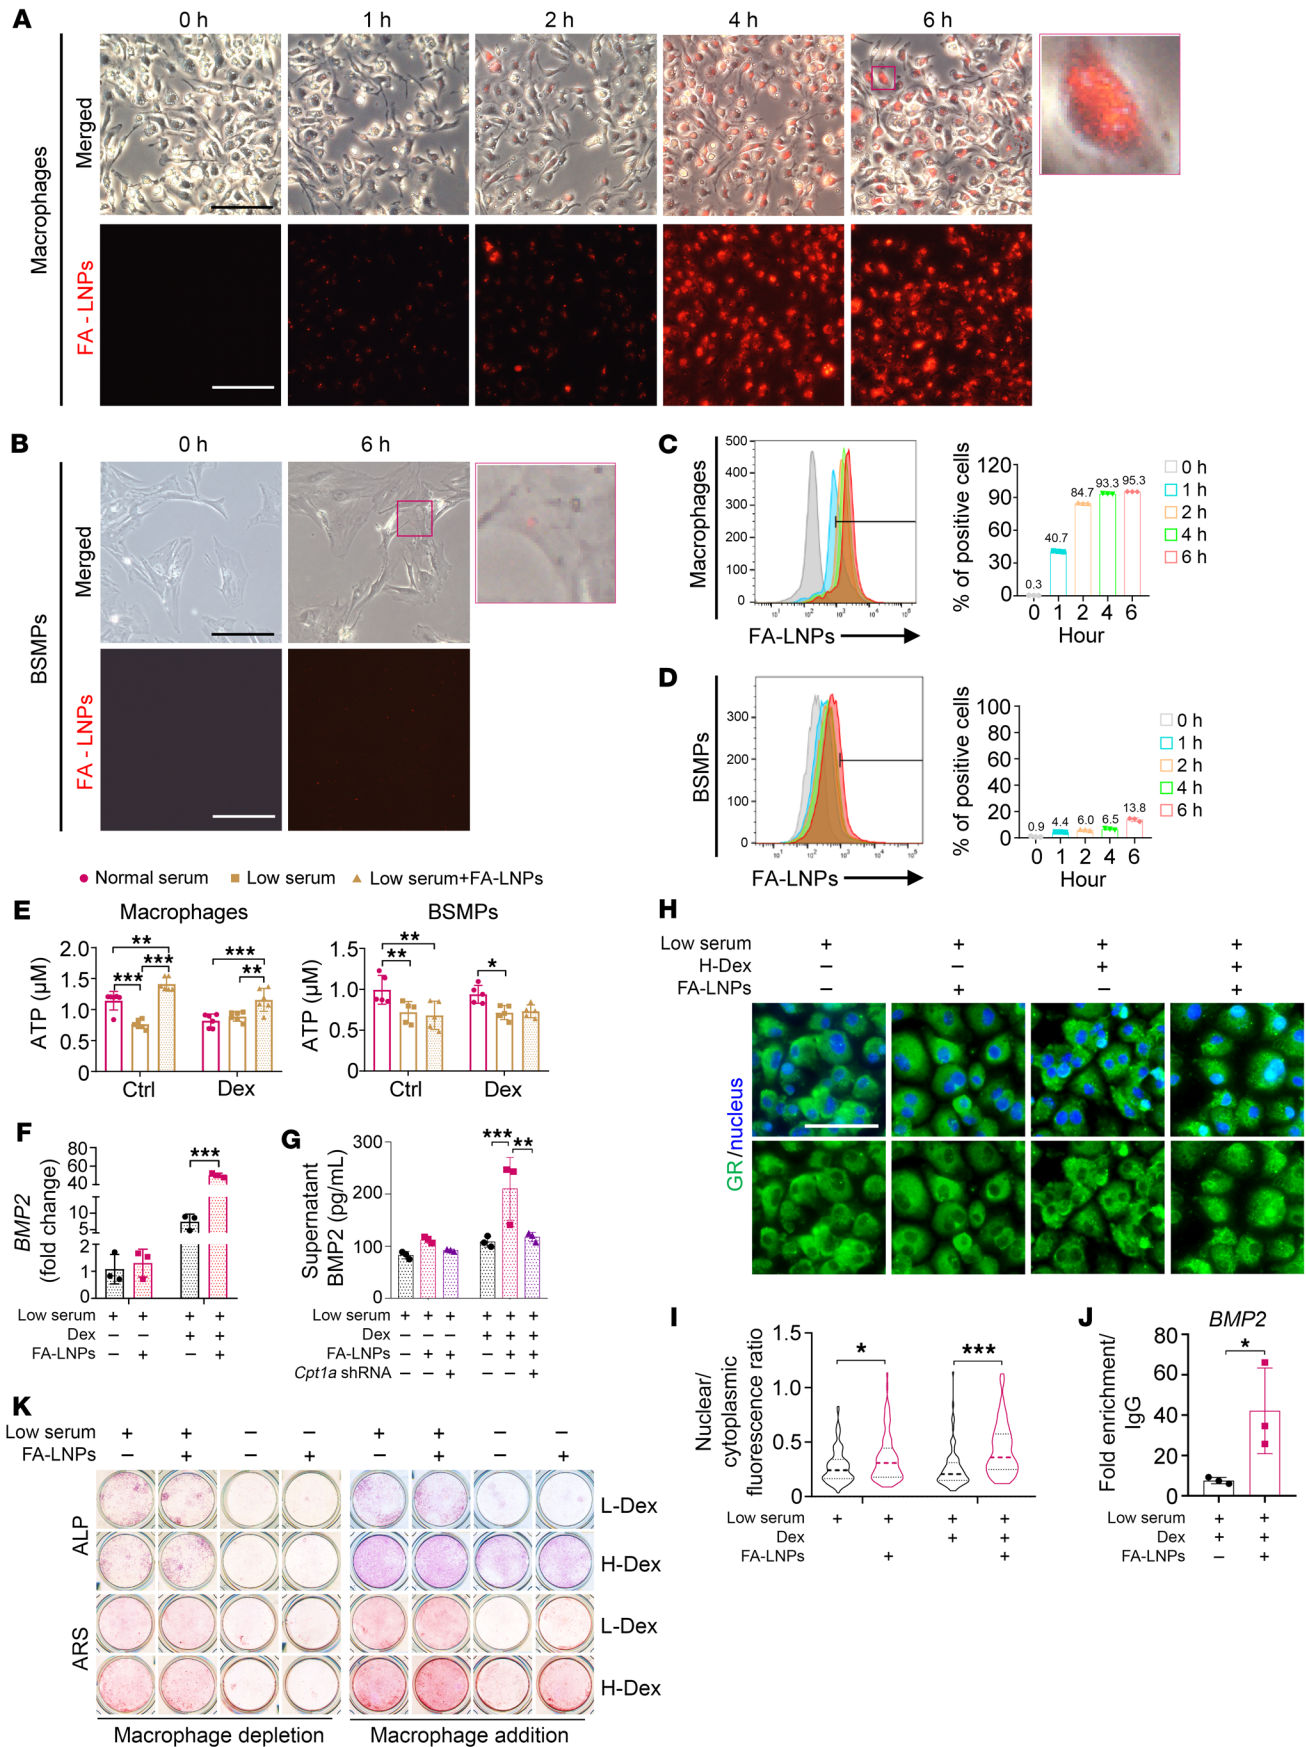 A
0 h
1 h
2 h
4 h
6 h
Macrophages
Merged
FA - LNPs
B
0 h
6 h
BSMPs
Merged
FA - LNPs
C
Macrophages
500
400
300
200
100
0
10¹ 10² 10³ 10⁴ 10⁵
FA-LNPs
% of positive cells
120
90
60
30
0
0.3
40.7
84.7
93.3
95.3
0 1 2 4 6
Hour
0 h
1 h
2 h
4 h
6 h
D
BSMPs
300
200
100
0
10¹ 10² 10³ 10⁴ 10⁵
FA-LNPs
% of positive cells
100
80
60
40
20
0
0.9
4.4
6.0
6.5
13.8
0 1 2 4 6
Hour
0 h
1 h
2 h
4 h
6 h
Normal serum
Low serum
Low serum+FA-LNPs
E
Macrophages
ATP (μM)
2.0
1.5
1.0
0.5
0
** *** *** *** **
Ctrl
Dex
BSMPs
ATP (μM)
1.5
1.0
0.5
0
** ** *
Ctrl
Dex
F
BMP2
(fold change)
80
60
40
10
5
2
1
0
***
Low serum + + + +
Dex – – + +
FA-LNPs – + – +
G
Supernatant
BMP2 (pg/mL)
300
200
100
0
*** **
Low serum + + + + + +
Dex – – – + + +
FA-LNPs – + + – + +
Cpt1a shRNA – – + – – +
H
Low serum + + + +
H-Dex – – + +
FA-LNPs – + – +
GR/nucleus
I
Nuclear/
cytoplasmic
fluorescence ratio
1.5
1.0
0.5
0
* ***
Low serum + + + +
Dex + +
FA-LNPs + +
J
BMP2
Fold enrichment/
IgG
80
60
40
20
0
*
Low serum + +
Dex + +
FA-LNPs – +
K
Low serum + + – – + + – –
FA-LNPs – + – + – + – +
ALP
L-Dex
H-Dex
ARS
L-Dex
H-Dex
Macrophage depletion
Macrophage addition